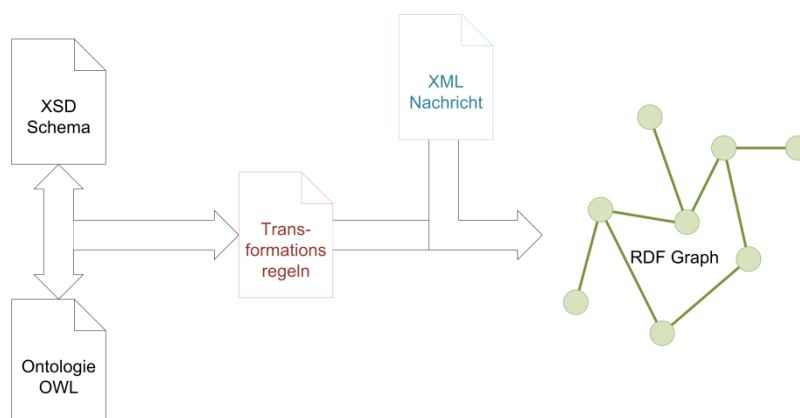 XSD
Schema
XML
Nachricht
Trans-
formations
regeln
RDF Graph
Ontologie
OWL